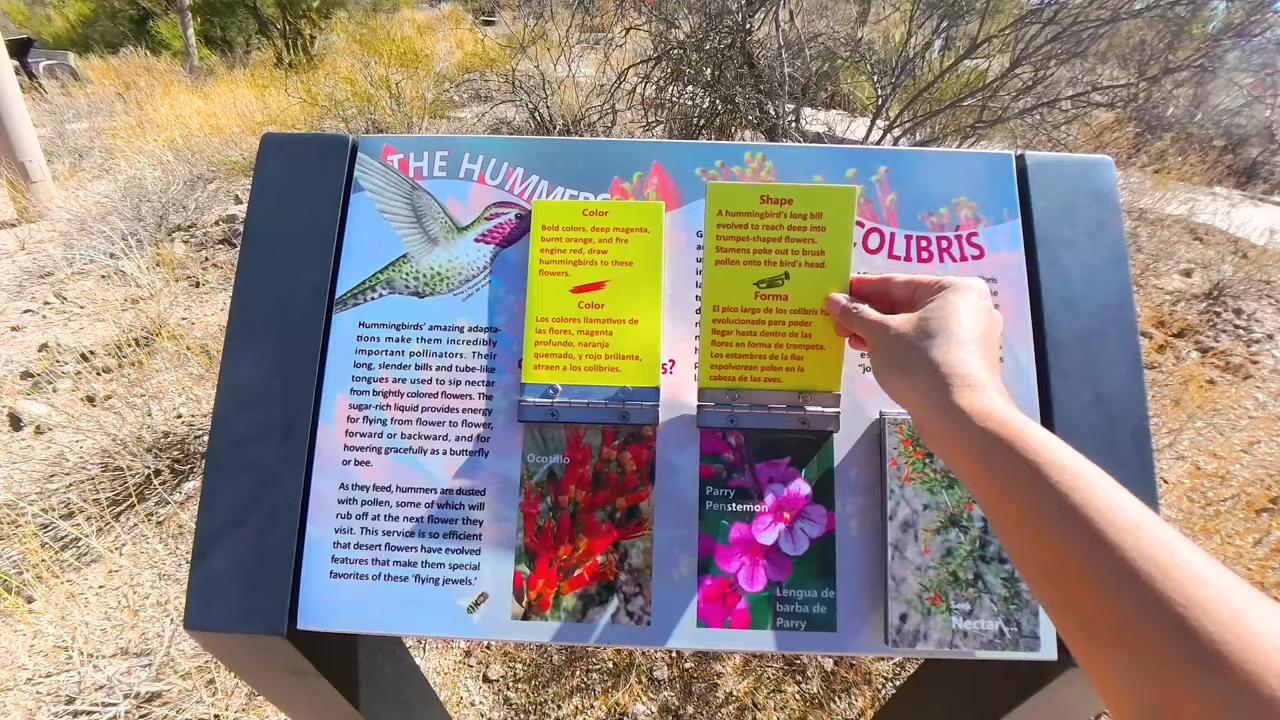 THE HUMMERS
COLIBRIS
Hummingbirds' amazing adapta-
tions make them incredibly
important pollinators. Their
long, slender bills and tube-like
tongues are used to sip nectar
from brightly colored flowers. The
sugar-rich liquid provides energy
for flying from flower to flower,
forward or backward, and for
hovering gracefully as a butterfly
or bee.
As they feed, hummers are dusted
with pollen, some of which will
rub off at the next flower they
visit. This service is so efficient
that desert flowers have evolved
features that make them special
favorites of these 'flying jewels.'
Color
Bold colors, deep magenta,
burnt orange, and fire
engine red, draw
hummingbirds to these
flowers.
Color
Los colores llamativos de
las flores, magenta
profundo, naranja
quemado, y rojo brillante,
atraen a los colibríes.
Ocotillo
Shape
A hummingbird's long bill
evolved to reach deep into
trumpet-shaped flowers.
Stamens poke out to brush
pollen onto the bird's head.
Forma
El pico largo de los colibrís
evolucionado para poder
llegar hasta dentro de las
flores en forma de trompeta.
Los estambres de la flor
espolvorean polen en la
cabeza de las aves.
Parry
Penstemon
Lengua de
barba de
Parry
Seek
Nectar ...